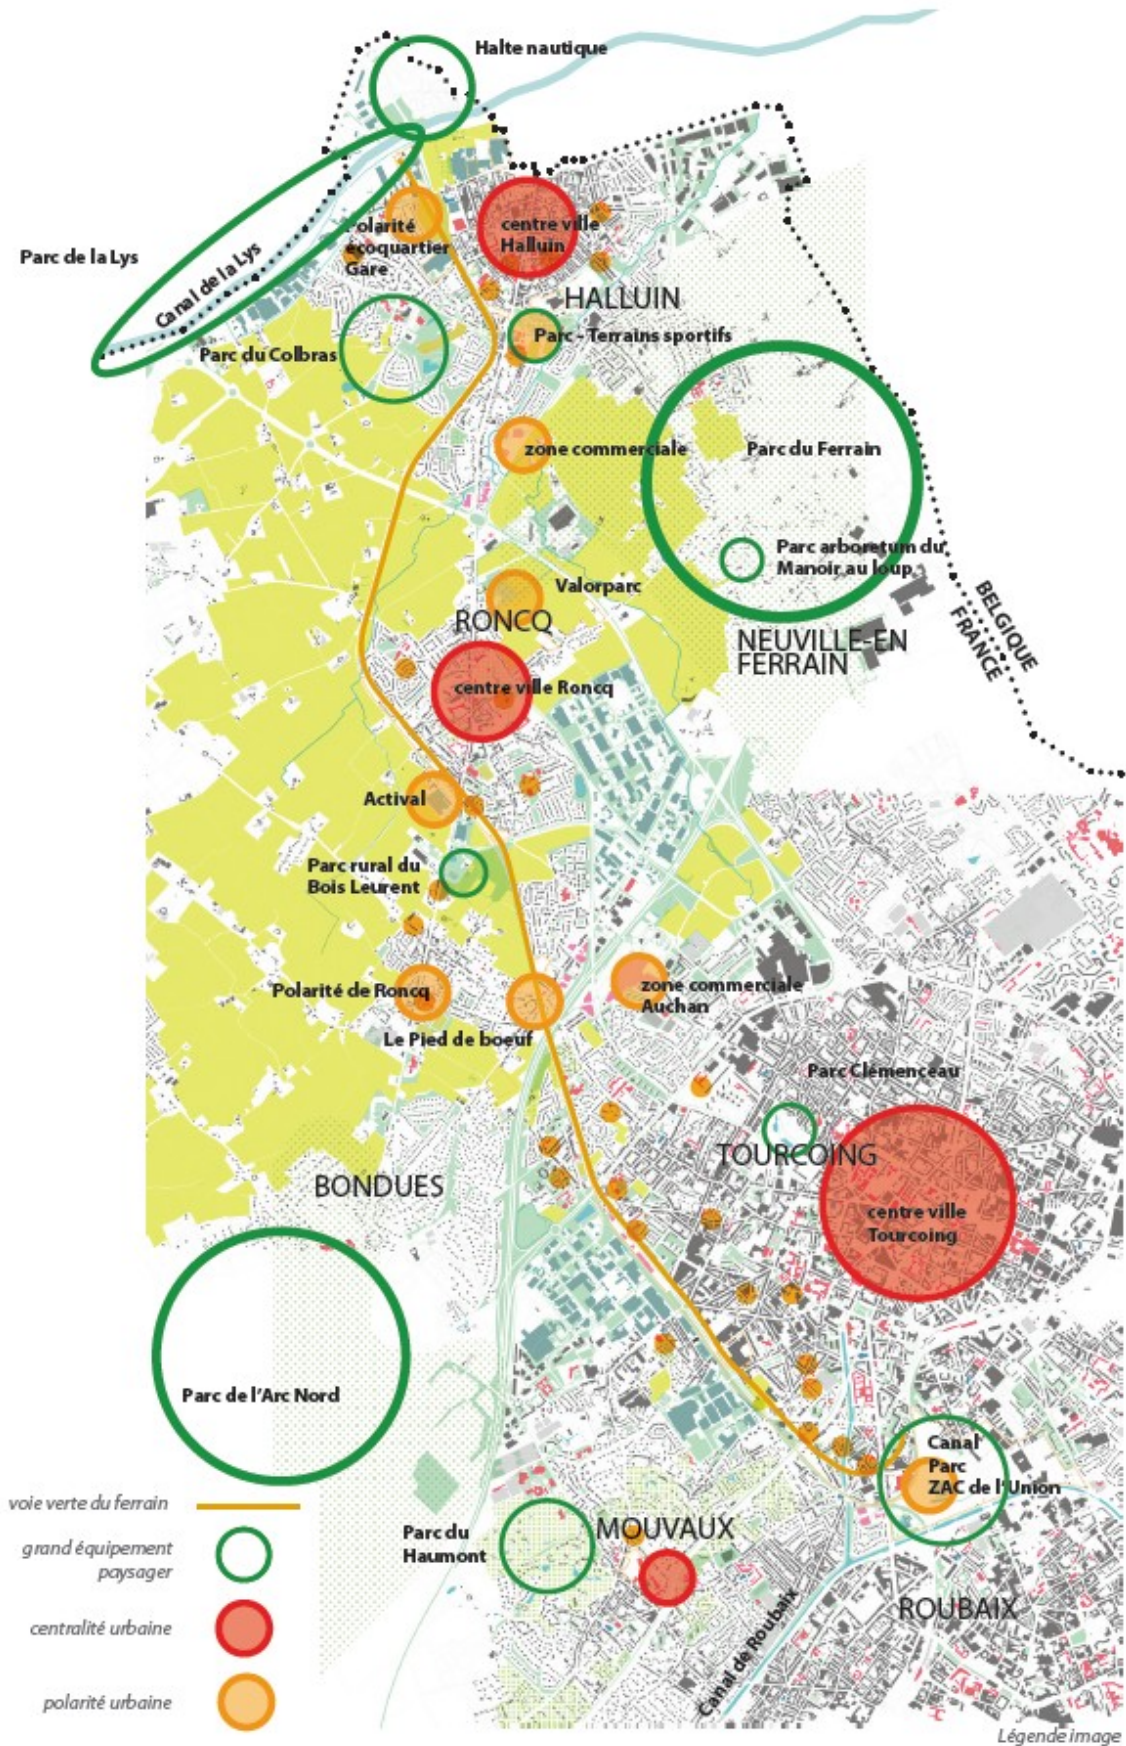 Halte nautique
Parc de la Lys
Canal de la Lys
Polarité
écoquartier
Gare
centre ville
Halluin
HALLUIN
Parc - Terrains sportifs
Parc du Colbras
zone commerciale
Parc du Ferrain
Parc arboretum du
Manoir au loup
Valorparc
RONCQ
NEUVILLE-EN
FERRAIN
BELGIQUE
FRANCE
centre ville Roncq
Actival
Parc rural du
Bois Leurent
Polarité de Roncq
zone commerciale
Auchan
Le Pied de boeuf
Parc Clémenceau
TOURCOING
BONDUES
centre ville
Tourcoing
Parc de l'Arc Nord
Canal
Parc
ZAC de l'Union
voie verte du ferrain
Parc du
Haumont
MOUVAUX
grand équipement
paysager
ROUBAIX
centralité urbaine
Canal de Roubaix
polarité urbaine
Légende image